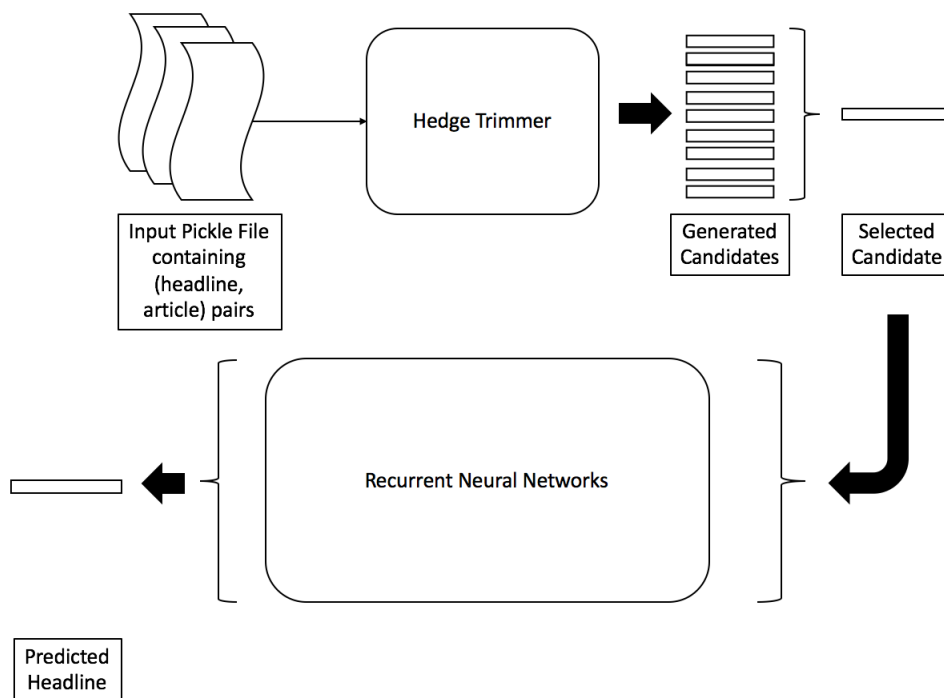 Hedge Trimmer
Input Pickle File
containing
(headline,
article) pairs
Generated
Candidates
Selected
Candidate
Recurrent Neural Networks
Predicted
Headline